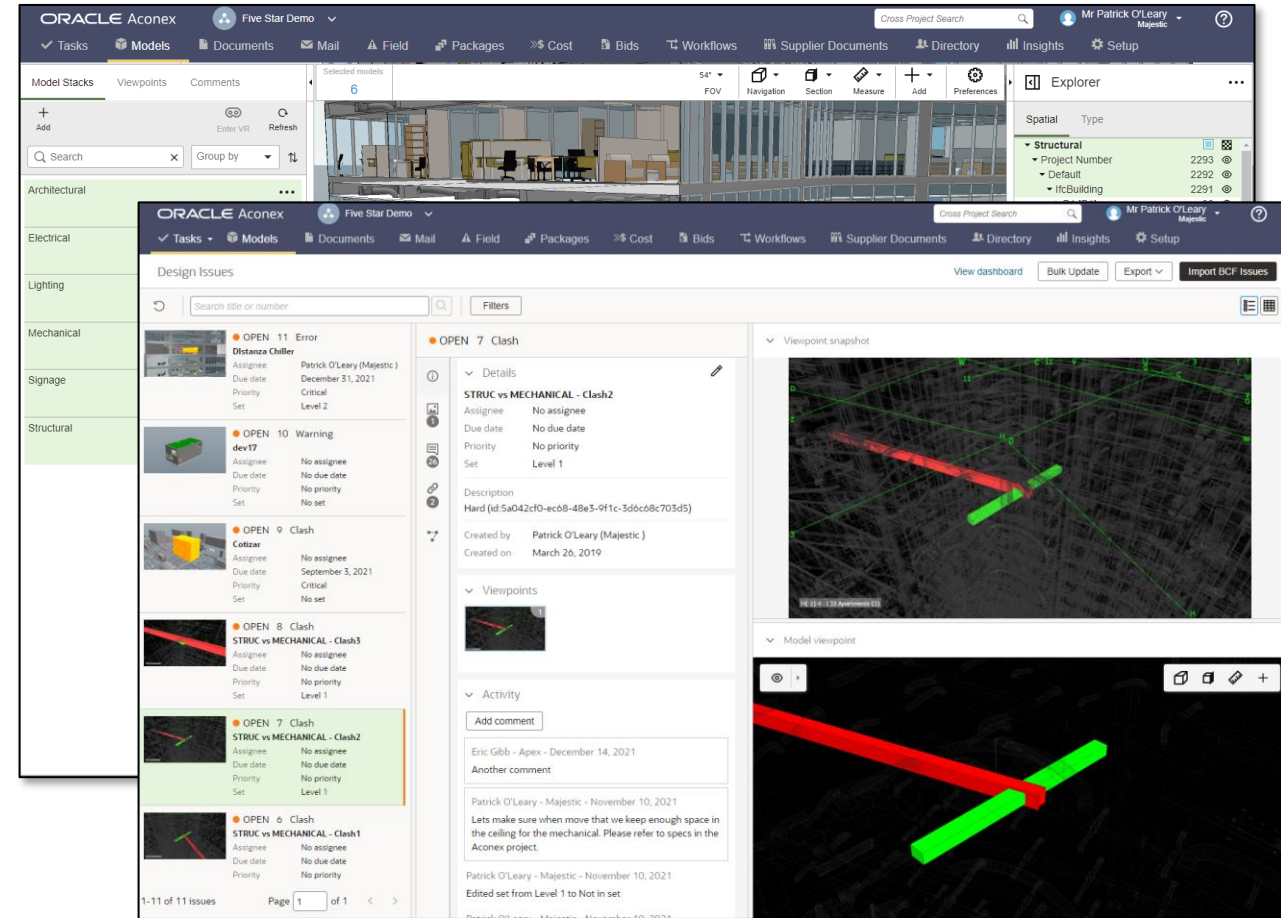 ORACLE Aconex
Five Star Demo
Cross Project Search
Mr Patrick O'Leary
Majestic
Tasks Models Documents Mail Field Packages Cost Bids Workflows Supplier Documents Directory Insights Setup
Model Stacks Viewpoints Comments
Selected models:
6
54°
FOV Navigation Section Measure Add Preferences
Explorer
Add Enter VR Refresh
Spatial Type
Search
Group by
Structural
Project Number 2293
Default 2292
IfcBuilding 2291
Architectural
Electrical
Lighting
Mechanical
Signage
Structural
ORACLE Aconex
Five Star Demo
Cross Project Search
Mr Patrick O'Leary
Majestic
Tasks Models Documents Mail Field Packages Cost Bids Workflows Supplier Documents Directory Insights Setup
Design Issues
View dashboard
Bulk Update
Export
Import BCF Issues
Search title or number
Filters
OPEN 11 Error
DIstanza Chiller
Assignee Patrick O'Leary (Majestic )
Due date December 31, 2021
Priority Critical
Set Level 2
OPEN 10 Warning
dev17
Assignee No assignee
Due date No due date
Priority No priority
Set No set
OPEN 9 Clash
Cotizar
Assignee No assignee
Due date September 3, 2021
Priority Critical
Set No set
OPEN 8 Clash
STRUC vs MECHANICAL - Clash3
Assignee No assignee
Due date No due date
Priority No priority
Set Level 1
OPEN 7 Clash
STRUC vs MECHANICAL - Clash2
Assignee No assignee
Due date No due date
Priority No priority
Set Level 1
OPEN 6 Clash
STRUC vs MECHANICAL - Clash1
Assignee No assignee
Due date No due date
Priority No priority
1-11 of 11 issues
Page 1 of 1
OPEN 7 Clash
1
26
2
Details
STRUC vs MECHANICAL - Clash2
Assignee No assignee
Due date No due date
Priority No priority
Set Level 1
Description
Hard (id:5a042cf0-ec68-48e3-9f1c-3d6c68c703d5)
Created by Patrick O'Leary (Majestic )
Created on March 26, 2019
Viewpoints
1
Activity
Add comment
Eric Gibb - Apex - December 14, 2021
Another comment
Patrick O'Leary - Majestic - November 10, 2021
Lets make sure when move that we keep enough space in
the ceiling for the mechanical. Please refer to specs in the
Aconex project.
Patrick O'Leary - Majestic - November 10, 2021
Edited set from Level 1 to Not in set
Patrick O'Leary - Majestic - November 10, 2021
Viewpoint snapshot
Model viewpoint